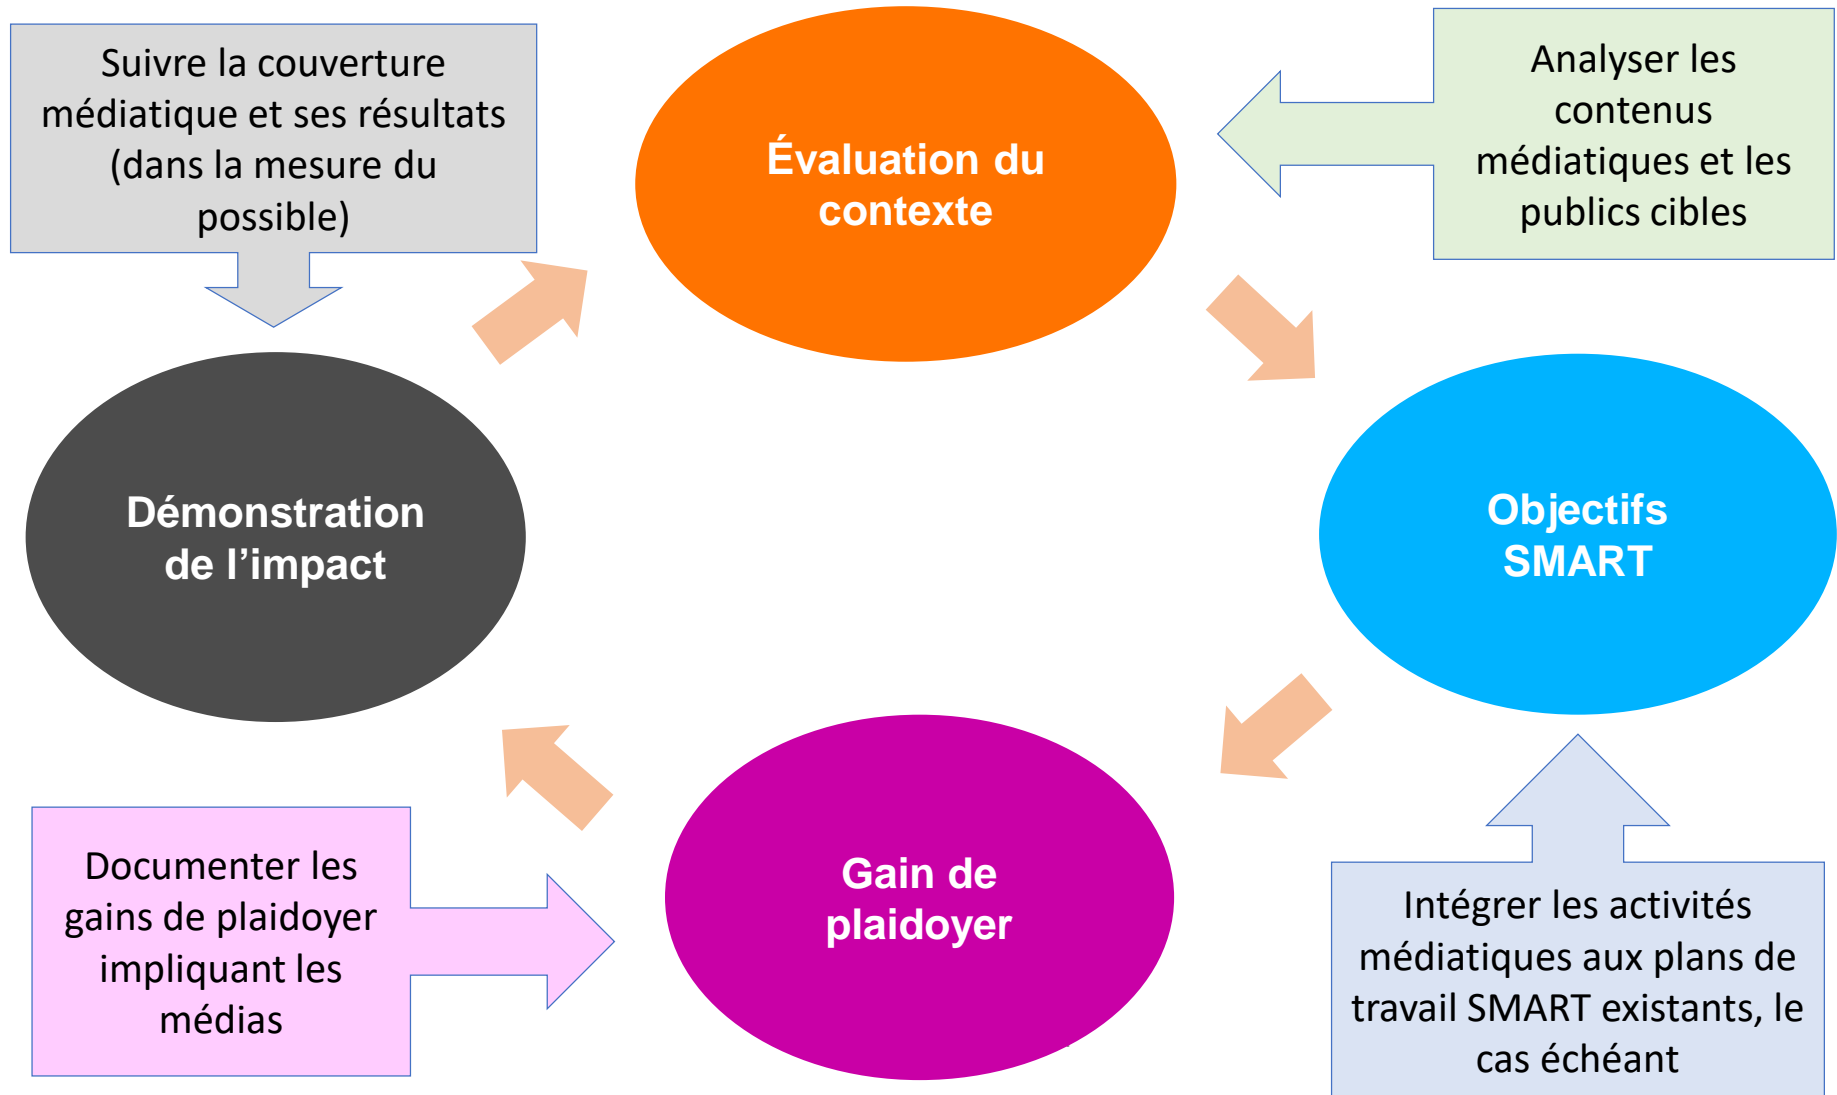 Suivre la couverture
médiatique et ses résultats
(dans la mesure du
possible)
Évaluation du
contexte
Analyser les
contenus
médiatiques et les
publics cibles
Démonstration
de l’impact
Objectifs
SMART
Documenter les
gains de plaidoyer
impliquant les
médias
Gain de
plaidoyer
Intégrer les activités
médiatiques aux plans de
travail SMART existants, le
cas échéant